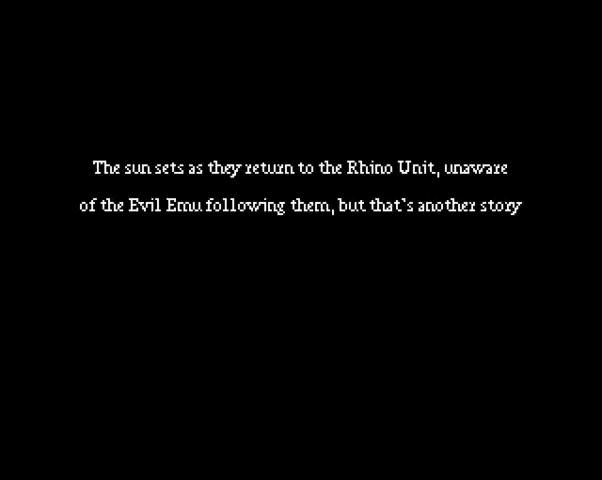 The sun sets as they return to the Rhino Unit, unaware
of the Evil Emu following them, but that's another story